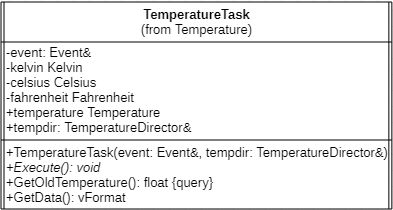 TemperatureTask
(from Temperature)
-event: Event&
-kelvin Kelvin
-celsius Celsius
-fahrenheit Fahrenheit
+temperature Temperature
+tempdir: TemperatureDirector&
+TemperatureTask(event: Event&, tempdir: TemperatureDirector&)
+Execute(): void
+GetOldTemperature(): float {query}
+GetData(): vFormat